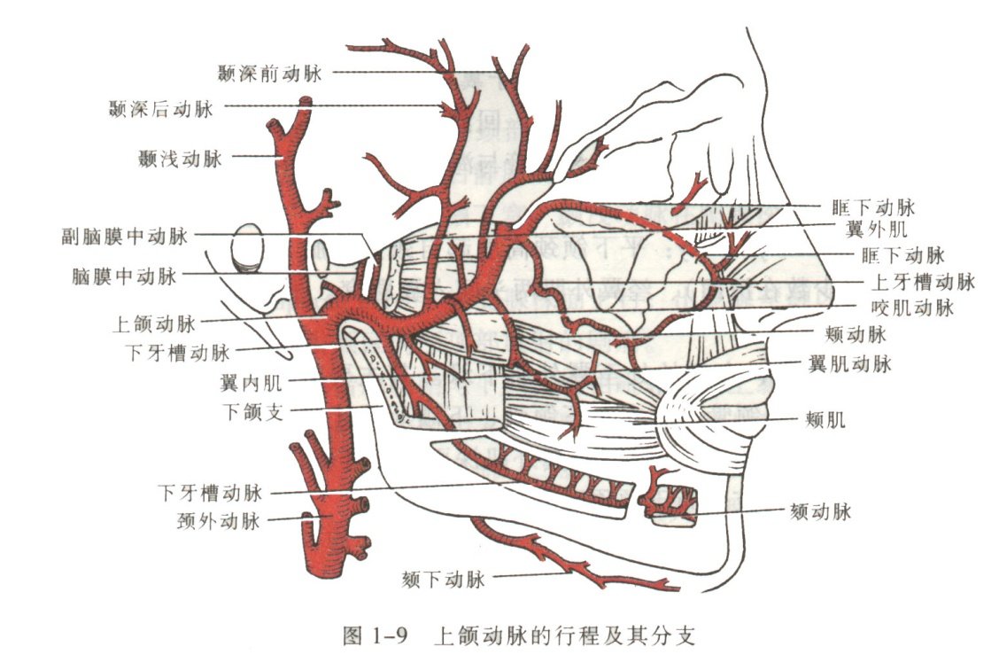 颞深前动脉
颞深后动脉
颞浅动脉
副脑膜中动脉
脑膜中动脉
上颌动脉
下牙槽动脉
翼内肌
下颌支
下牙槽动脉
颈外动脉
颏下动脉
眶下动脉
翼外肌
眶下动脉
上牙槽动脉
咬肌动脉
颊动脉
翼肌动脉
颊肌
颏动脉
图 1-9 上颌动脉的行程及其分支